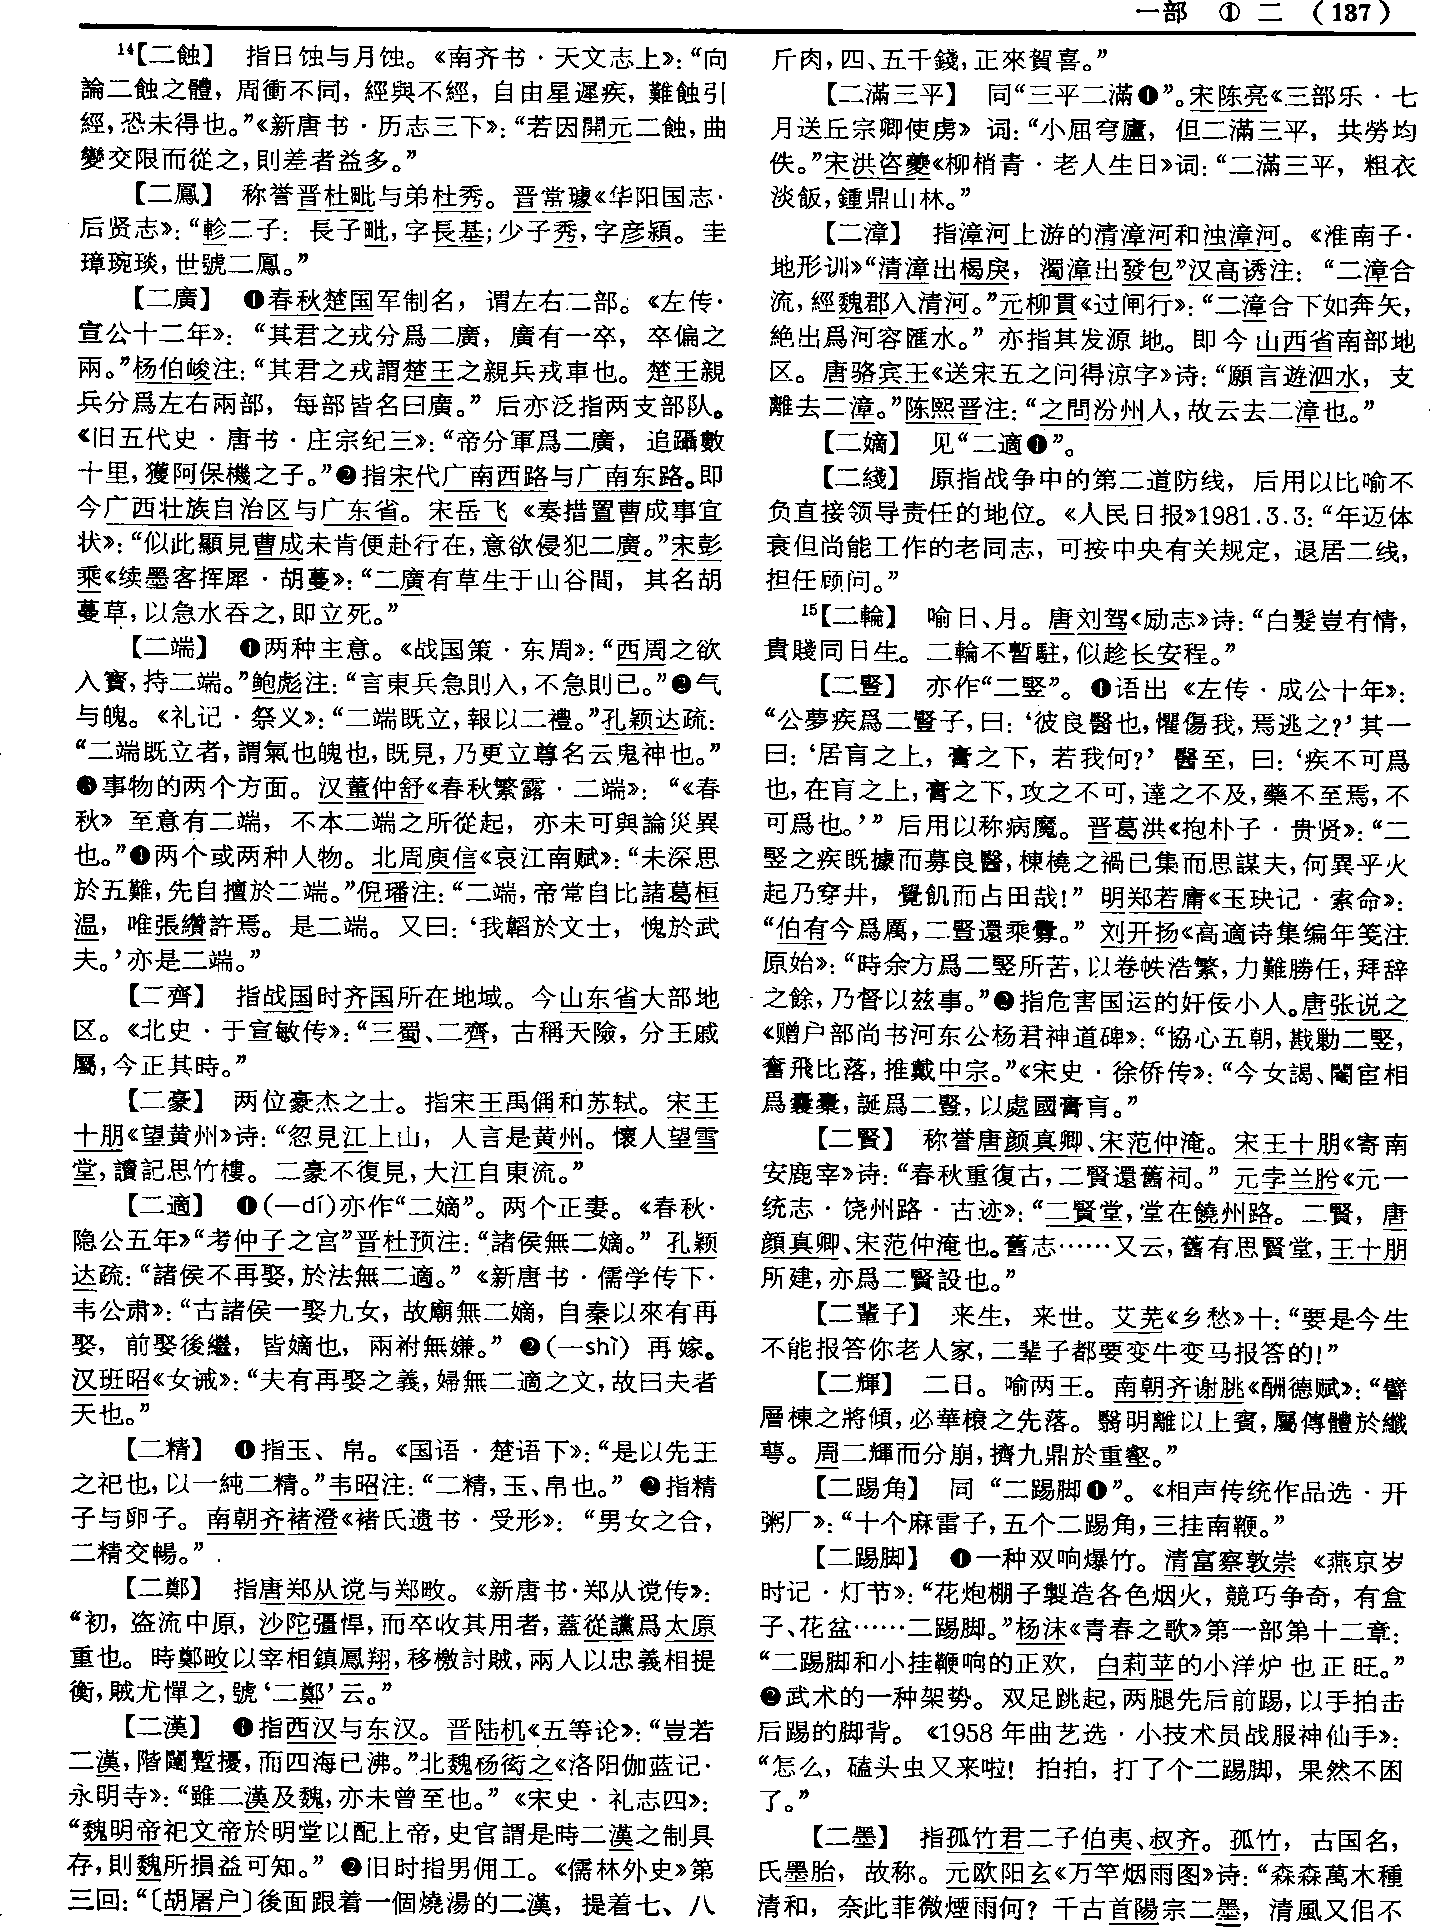 一部 ① 二 （137）
14【二蝕】 指日蚀与月蚀。《南齐书·天文志上》：“向
論二蝕之體，周衝不同，經與不經，自由星遲疾，難蝕引
經，恐未得也。”《新唐书·历志三下》：“若因開元二蝕，曲
變交限而從之，則差者益多。”
【二鳳】 称誉晋杜毗与弟杜秀。晋常璩《华阳国志·
后贤志》：“軫二子：長子毗，字長基；少子秀，字彦穎。圭
璋琬琰，世號二鳳。”
【二廣】 ❶春秋楚国军制名，谓左右二部。《左传·
宣公十二年》：“其君之戎分爲二廣，廣有一卒，卒偏之
兩。”杨伯峻注：“其君之戎謂楚王之親兵戎車也。楚王親
兵分爲左右兩部，每部皆名曰廣。”后亦泛指两支部队。
《旧五代史·唐书·庄宗纪三》：“帝分軍爲二廣，追躡數
十里，獲阿保機之子。”❷指宋代广南西路与广南东路。即
今广西壮族自治区与广东省。宋岳飞《奏措置曹成事宜
状》：“似此顯見曹成未肯便赴行在，意欲侵犯二廣。”宋彭
乘《续墨客挥犀·胡蔓》：“二廣有草生于山谷間，其名胡
蔓草，以急水吞之，即立死。”
【二端】 ❶两种主意。《战国策·东周》：“西周之欲
入寶，持二端。”鲍彪注：“言東兵急則入，不急則已。”❷气
与魄。《礼记·祭义》：“二端既立，報以二禮。”孔颖达疏：
“二端既立者，謂氣也魄也，既見，乃更立尊名云鬼神也。”
❸事物的两个方面。汉董仲舒《春秋繁露·二端》：“《春
秋》至意有二端，不本二端之所從起，亦未可與論災異
也。”❹两个或两种人物。北周庾信《哀江南赋》：“未深思
於五難，先自擅於二端。”倪璠注：“二端，帝常自比諸葛桓
温，唯張纘許焉。是二端。又曰：‘我韜於文士，愧於武
夫。’亦是二端。”
【二齊】 指战国时齐国所在地域。今山东省大部地
区。《北史·于宣敏传》：“三蜀、二齊，古稱天險，分王戚
屬，今正其時。”
【二豪】 两位豪杰之士。指宋王禹偁和苏轼。宋王
十朋《望黄州》诗：“忽見江上山，人言是黄州。懷人望雪
堂，讀記思竹樓。二豪不復見，大江自東流。”
【二適】 ❶(—dí)亦作“二嫡”。两个正妻。《春秋·
隐公五年》“考仲子之宫”晋杜预注：“諸侯無二嫡。”孔颖
达疏：“諸侯不再娶，於法無二適。”《新唐书·儒学传下·
韦公肃》：“古諸侯一娶九女，故廟無二嫡，自秦以來有再
娶，前娶後繼，皆嫡也，兩祔無嫌。”❷(—shì) 再嫁。
汉班昭《女诫》：“夫有再娶之義，婦無二適之文，故曰夫者
天也。”
【二精】 ❶指玉、帛。《国语·楚语下》：“是以先王
之祀也，以一純二精。”韦昭注：“二精，玉、帛也。”❷指精
子与卵子。南朝齐褚澄《褚氏遗书·受形》：“男女之合，
二精交暢。”
【二鄭】 指唐郑从谠与郑畋。《新唐书·郑从谠传》：
“初，盗流中原，沙陀彊悍，而卒收其用者，蓋從讜爲太原
重也。時鄭畋以宰相鎮鳳翔，移檄討賊，兩人以忠義相提
衡，賊尤憚之，號‘二鄭’云。”
【二漢】 ❶指西汉与东汉。晋陆机《五等论》：“豈若
二漢，階闥蹔擾，而四海已沸。”北魏杨衒之《洛阳伽蓝记·
永明寺》：“雖二漢及魏，亦未曾至也。”《宋史·礼志四》：
“魏明帝祀文帝於明堂以配上帝，史官謂是時二漢之制具
存，則魏所損益可知。”❷旧时指男佣工。《儒林外史》第
三回：“〔胡屠户〕後面跟着一個燒湯的二漢，提着七、八
斤肉，四、五千錢，正來賀喜。”
【二滿三平】 同“三平二滿❶”。宋陈亮《三部乐·七
月送丘宗卿使虏》词：“小屈穹廬，但二滿三平，共勞均
佚。”宋洪咨夔《柳梢青·老人生日》词：“二滿三平，粗衣
淡飯，鍾鼎山林。”
【二漳】 指漳河上游的清漳河和浊漳河。《淮南子·
地形训》“清漳出楬戾，濁漳出發包”汉高诱注：“二漳合
流，經魏郡入清河。”元柳貫《过闸行》：“二漳合下如奔矢，
絶出爲河容匯水。”亦指其发源地。即今山西省南部地
区。唐骆宾王《送宋五之问得凉字》诗：“願言遊泗水，支
離去二漳。”陈熙晋注：“之問汾州人，故云去二漳也。”
【二嫡】 见“二適❶”。
【二綫】 原指战争中的第二道防线，后用以比喻不
负直接领导责任的地位。《人民日报》1981.3.3：“年迈体
衰但尚能工作的老同志，可按中央有关规定，退居二线，
担任顾问。”
15【二輪】 喻日、月。唐刘驾《励志》诗：“白髮豈有情，
貴賤同日生。二輪不暫駐，似趁长安程。”
【二豎】 亦作“二竪”。❶语出《左传·成公十年》：
“公夢疾爲二豎子，曰：‘彼良醫也，懼傷我，焉逃之？’其一
曰：‘居肓之上，膏之下，若我何？’醫至，曰：‘疾不可爲
也，在肓之上，膏之下，攻之不可，達之不及，藥不至焉，不
可爲也。’”后用以称病魔。晋葛洪《抱朴子·贵贤》：“二
竪之疾既據而募良醫，棟橈之禍已集而思謀夫，何異乎火
起乃穿井，覺飢而占田哉！”明郑若庸《玉玦记·索命》：
“伯有今爲厲，二豎還乘釁。”刘开扬《高適诗集编年笺注
原始》：“時余方爲二竪所苦，以卷帙浩繁，力難勝任，拜辞
之餘，乃督以兹事。”❷指危害国运的奸佞小人。唐张说之
《赠户部尚书河东公杨君神道碑》：“協心五朝，戡勦二竪，
奮飛比落，推戴中宗。”《宋史·徐侨传》：“今女謁、閹宦相
爲囊橐，誕爲二豎，以處國膏肓。”
【二賢】 称誉唐颜真卿、宋范仲淹。宋王十朋《寄南
安鹿宰》诗：“春秋重復古，二賢還舊祠。”元孛兰肹《元一
统志·饶州路·古迹》：“二賢堂，堂在饒州路。二賢，唐
顔真卿、宋范仲淹也。舊志……又云，舊有思賢堂，王十朋
所建，亦爲二賢設也。”
【二輩子】 来生，来世。艾芜《乡愁》十：“要是今生
不能报答你老人家，二辈子都要变牛变马报答的！”
【二輝】 二日。喻两王。南朝齐谢朓《酬德赋》：“譬
層棟之將傾，必華榱之先落。翳明離以上賓，屬傳體於纖
萼。周二輝而分崩，擠九鼎於重壑。”
【二踢角】 同“二踢脚❶”。《相声传统作品选·开
粥厂》：“十个麻雷子，五个二踢角，三挂南鞭。”
【二踢脚】 ❶一种双响爆竹。清富察敦崇《燕京岁
时记·灯节》：“花炮棚子製造各色烟火，競巧争奇，有盒
子、花盆……二踢脚。”杨沫《青春之歌》第一部第十二章：
“二踢脚和小挂鞭响的正欢，白莉苹的小洋炉也正旺。”
❷武术的一种架势。双足跳起，两腿先后前踢，以手拍击
后踢的脚背。《1958年曲艺选·小技术员战服神仙手》：
“怎么，磕头虫又来啦！拍拍，打了个二踢脚，果然不困
了。”
【二墨】 指孤竹君二子伯夷、叔齐。孤竹，古国名，
氏墨胎，故称。元欧阳玄《万竿烟雨图》诗：“森森萬木種
清和，奈此菲微煙雨何？千古首陽宗二墨，清風又侣不